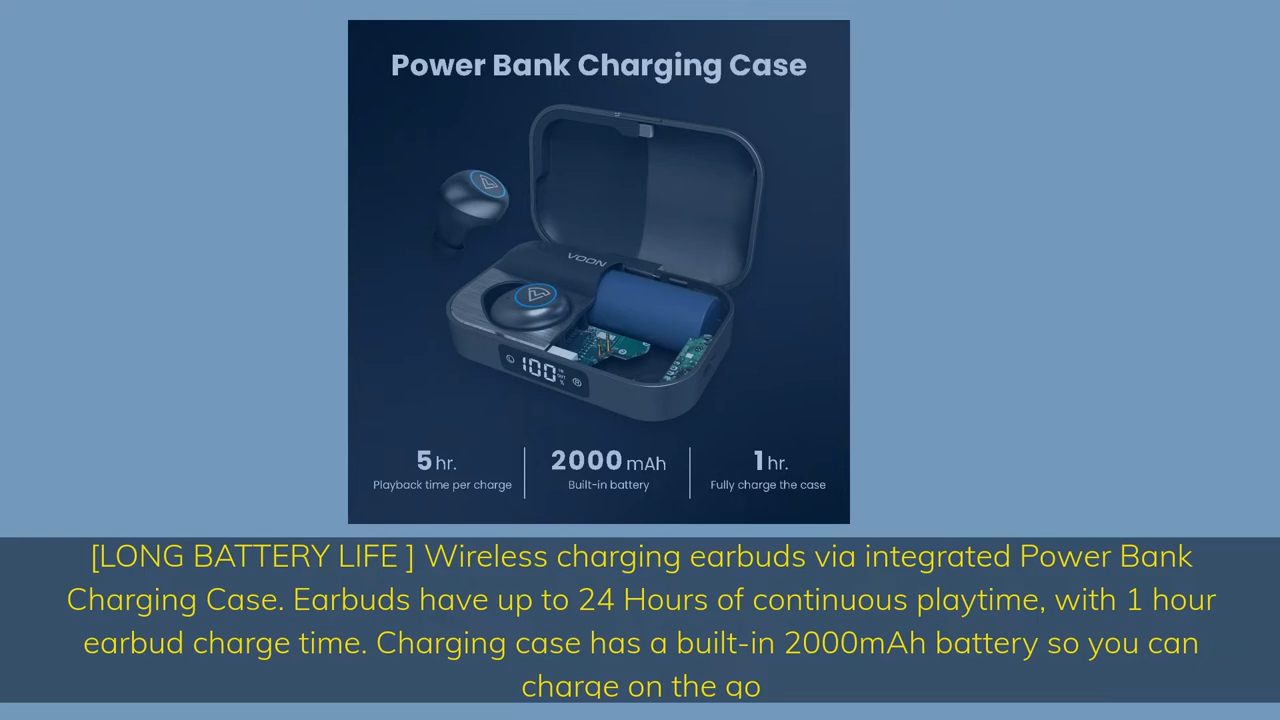 Power Bank Charging Case
VOON
100%
5 hr.
Playback time per charge
2000 mAh
Built-in battery
1 hr.
Fully charge the case
[LONG BATTERY LIFE ] Wireless charging earbuds via integrated Power Bank
Charging Case. Earbuds have up to 24 Hours of continuous playtime, with 1 hour
earbud charge time. Charging case has a built-in 2000mAh battery so you can
charge on the go